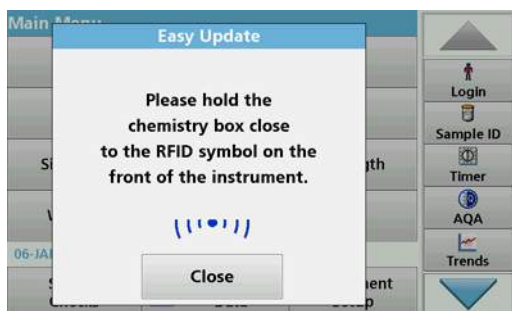 Main Menu
Easy Update
Please hold the
chemistry box close
to the RFID symbol on the
front of the instrument.
Close
Login
Sample ID
Timer
AQA
Trends